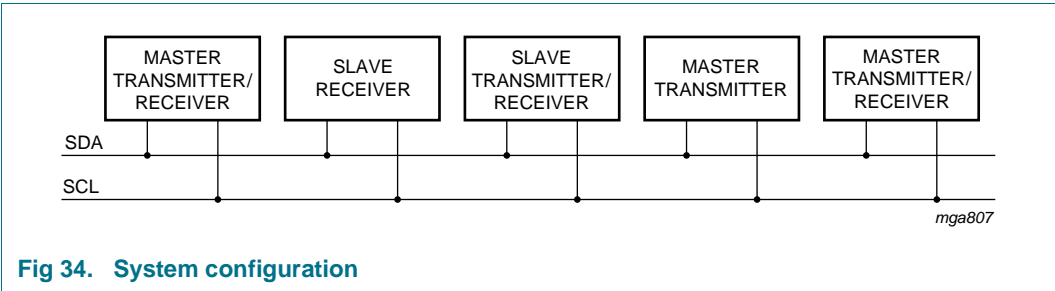 MASTER
TRANSMITTER/
RECEIVER
SLAVE
RECEIVER
SLAVE
TRANSMITTER/
RECEIVER
MASTER
TRANSMITTER
MASTER
TRANSMITTER/
RECEIVER
SDA
SCL
mga807
Fig 34. System configuration